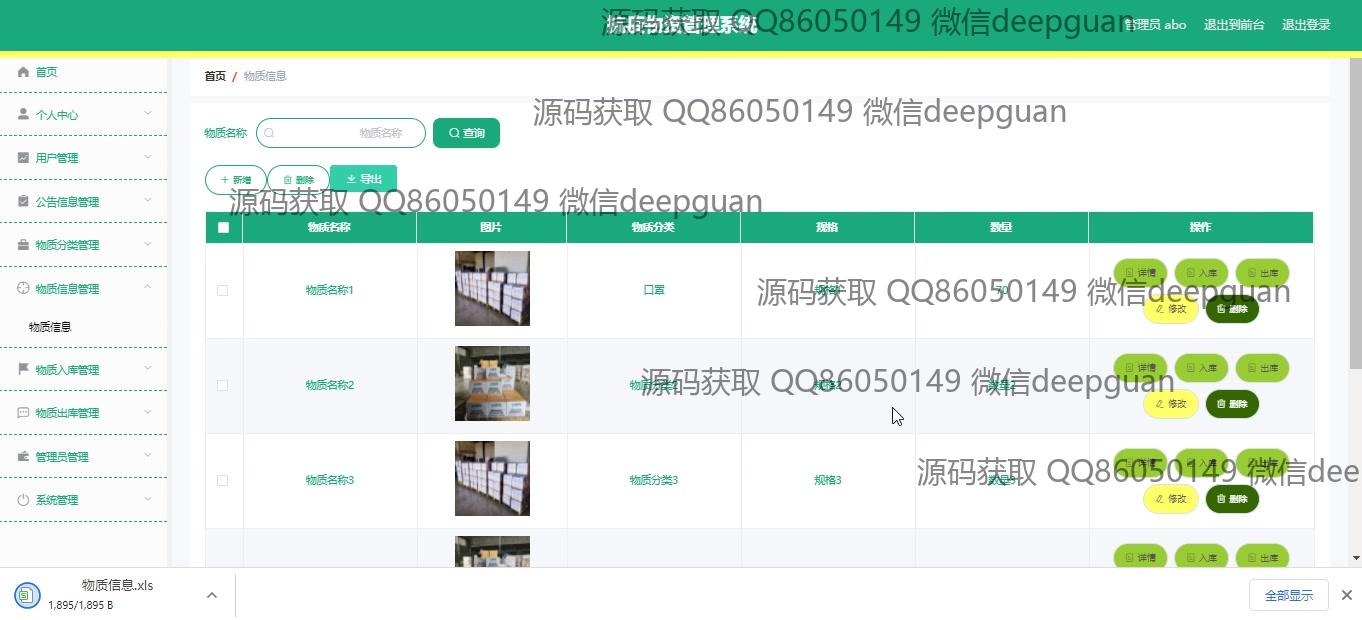 源码获取 QQ86050149 微信deepguan
管理员 abo
退出到前台
退出登录
首页
个人中心
用户管理
公告信息管理
物质分类管理
物质信息管理
物质信息
物质入库管理
物质出库管理
管理员管理
系统管理
首页 / 物质信息
源码获取 QQ86050149 微信deepguan
物质名称
物质名称
查询
新增
删除
导出
源码获取 QQ86050149 微信deepguan
物质名称 图片 物质分类 规格 数量 操作
物质名称1 口罩 70
详情 入库 出库
修改 删除
源码获取 QQ86050149 微信deepguan
物质名称2 物质分类2 规格2 数量2
详情 入库 出库
修改 删除
源码获取 QQ86050149 微信deepguan
物质名称3 物质分类3 规格3
详情 入库 出库
修改 删除
源码获取 QQ86050149 微信dee
详情 入库 出库
物质信息.xls
1,895/1,895 B
全部显示